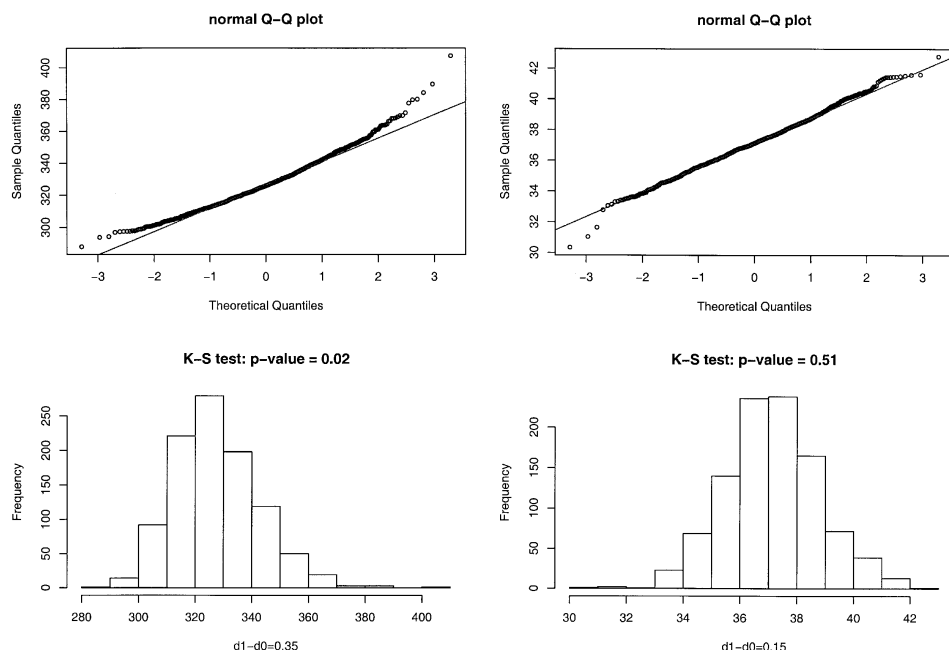 normal Q−Q plot
Sample Quantiles
400
380
360
340
320
300
−3 −2 −1 0 1 2 3
Theoretical Quantiles
normal Q−Q plot
Sample Quantiles
42
40
38
36
34
32
30
−3 −2 −1 0 1 2 3
Theoretical Quantiles
K−S test: p−value = 0.02
Frequency
250
200
150
100
50
0
280 300 320 340 360 380 400
d1−d0=0.35
K−S test: p−value = 0.51
Frequency
200
150
100
50
0
30 32 34 36 38 40 42
d1−d0=0.15